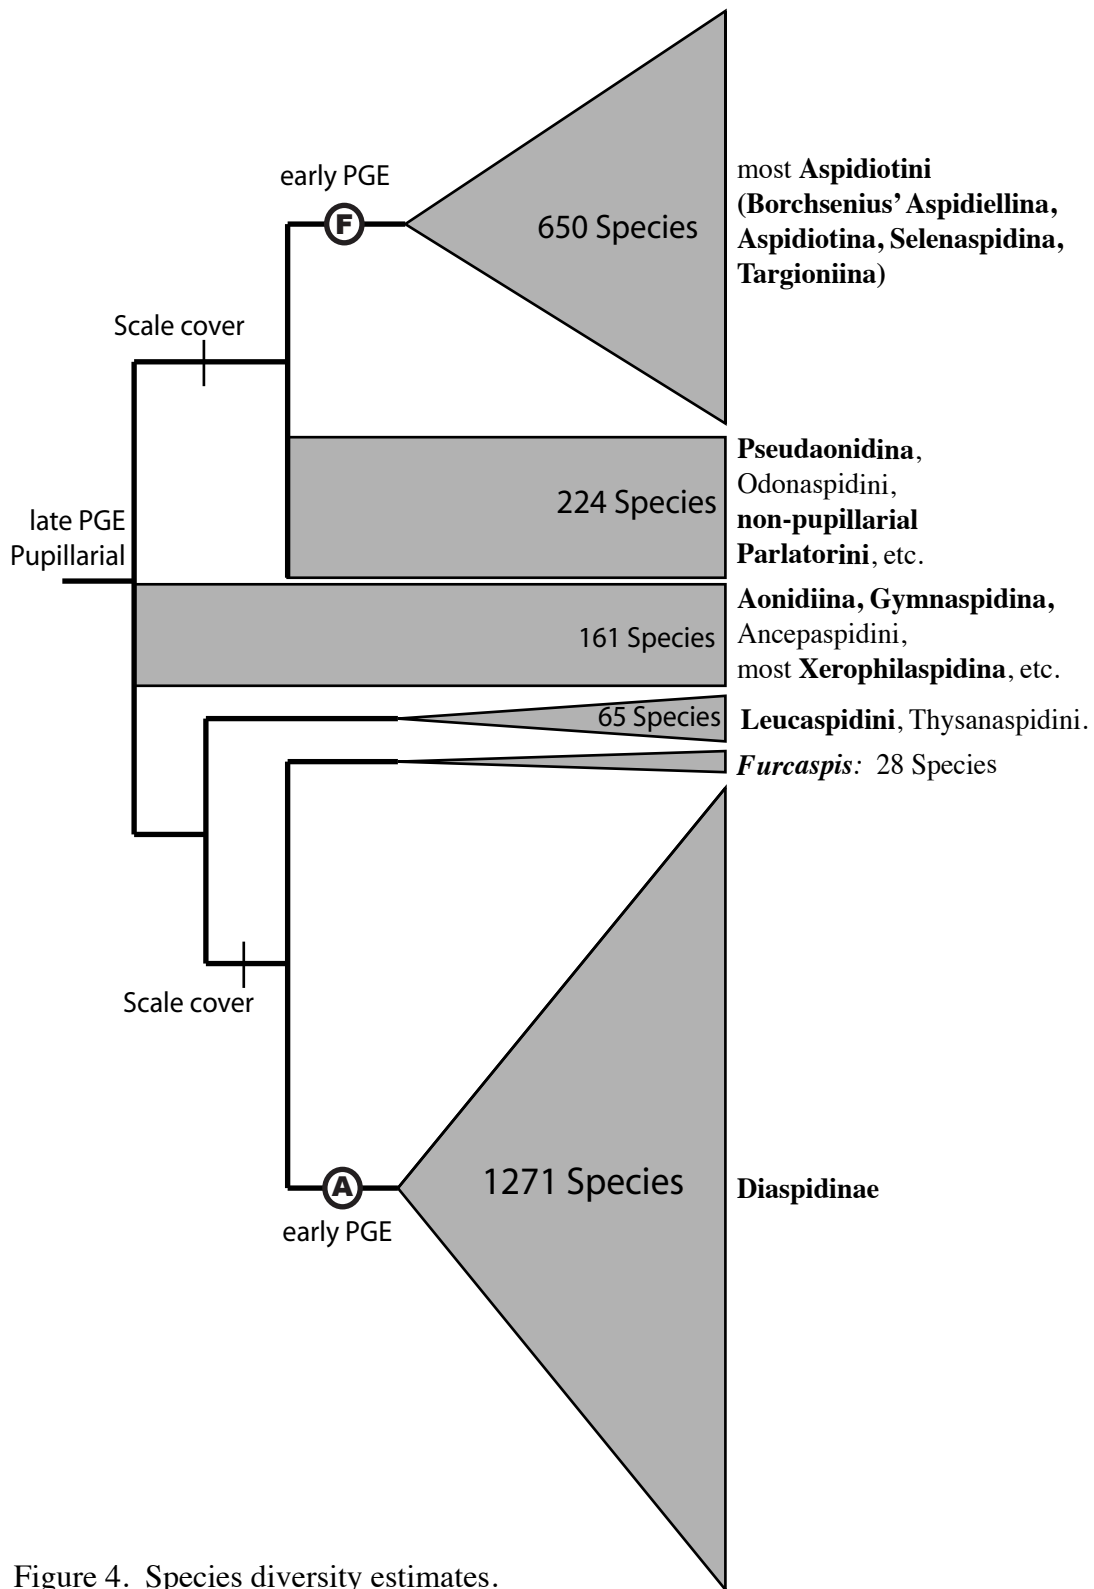 early PGE
F
650 Species
most Aspidiotini
(Borchsenius’ Aspidiellina,
Aspidiotina, Selenaspidina,
Targioniina)
Scale cover
224 Species
Pseudaonidina,
Odonaspidini,
non-pupillarial
Parlatorini, etc.
late PGE
Pupillarial
161 Species
Aonidiina, Gymnaspidina,
Ancepaspidini,
most Xerophilaspidina, etc.
65 Species
Leucaspidini, Thysanaspidini.
Furcaspis: 28 Species
Scale cover
A
early PGE
1271 Species
Diaspidinae
Figure 4. Species diversity estimates.